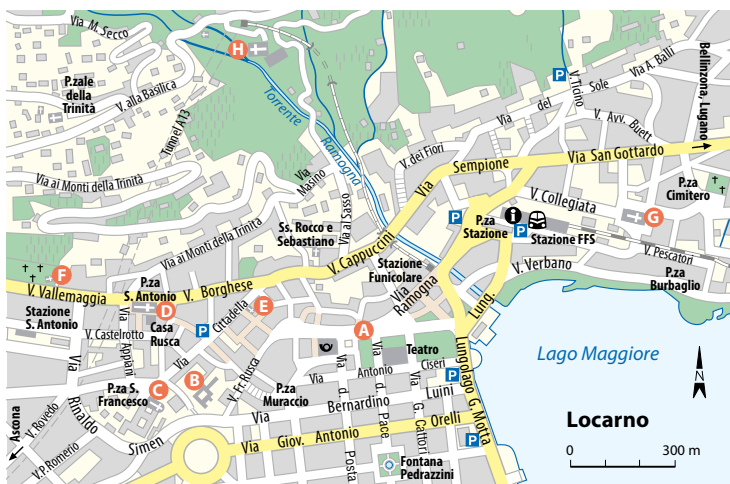 Via M. Secco
H
P.zale
della
Trinità
V. alla Basilica
Tunnel A13
Torrente
Ramogna
P
V. Ticino
Via A. Balli
Via del Sole
Bellinzona, Lugano
V. Avv. Buett
V. dei Fiori
Via Sempione
Via San Gottardo
Via ai Monti della Trinità
Via
Masino
Via al Sasso
V. Collegiata
P.za
Cimitero
G
P
P.za
Stazione
i
P
Stazione FFS
V. Pescatori
P.za
Burbaglio
V. Verbano
Ss. Rocco e
Sebastiano
Via ai Monti della Trinità
V. Cappuccini
Stazione
Funicolare
Via
Ramogna
Lung.
F
V. Vallemaggia
P.za
S. Antonio
V. Borghese
D
E
Cittadella
Via
Stazione
S. Antonio
V. Castelrotto
Casa
Rusca
P
A
Teatro
Lago Maggiore
N
Via
Appiani
B
C
P.za S.
Francesco
V. Fr. Rusca
P.za
Muraccio
Via Antonio Ciseri
P
Lungolago G. Motta
Via Bernardino Luini
Via d. Posta
Via d. Pace
G. Cattori
Via Giov. Antonio Orelli
P
Ascona
V. Rovedo
Rinaldo
Simen
V.P. Romerio
Fontana
Pedrazzini
Locarno
0 300 m